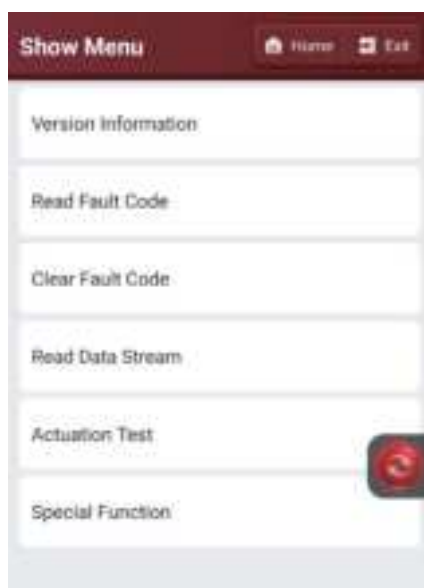 Show Menu Home Exit
Version Information
Read Fault Code
Clear Fault Code
Read Data Stream
Actuation Test
Special Function